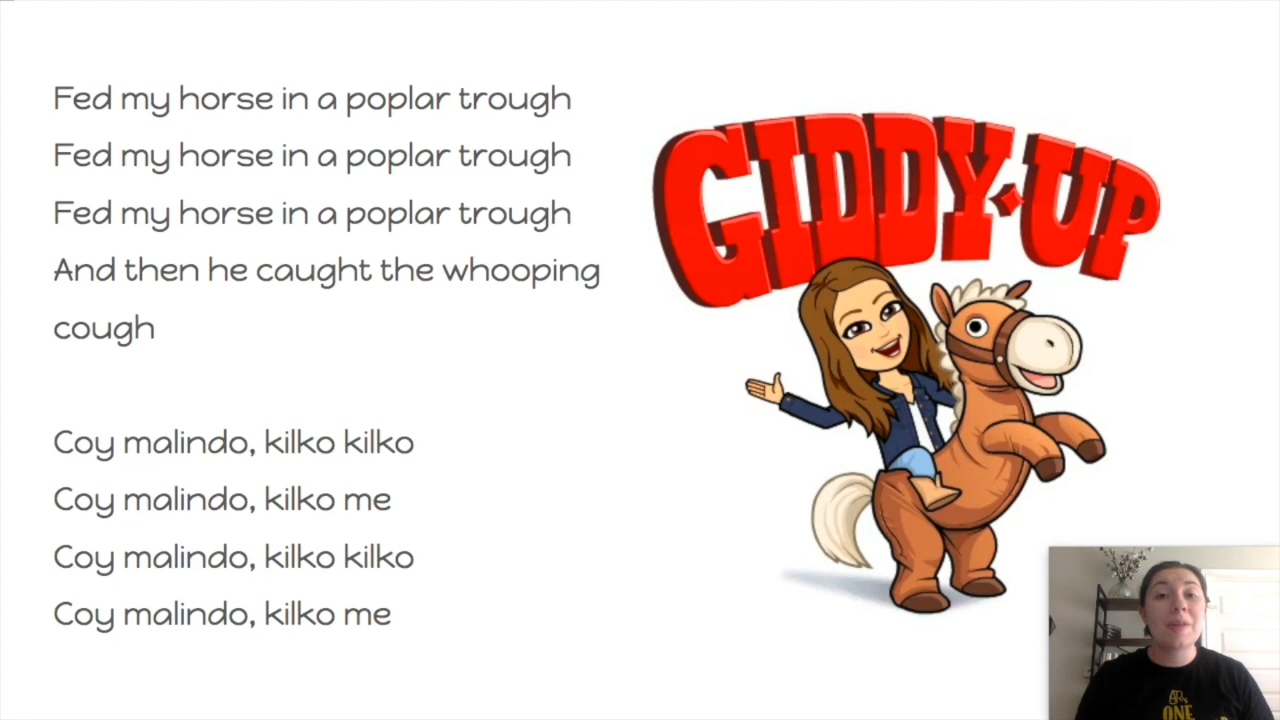 Fed my horse in a poplar trough
Fed my horse in a poplar trough
Fed my horse in a poplar trough
And then he caught the whooping
cough
Coy malindo, kilko kilko
Coy malindo, kilko me
Coy malindo, kilko kilko
Coy malindo, kilko me
GIDDY-UP
ONE